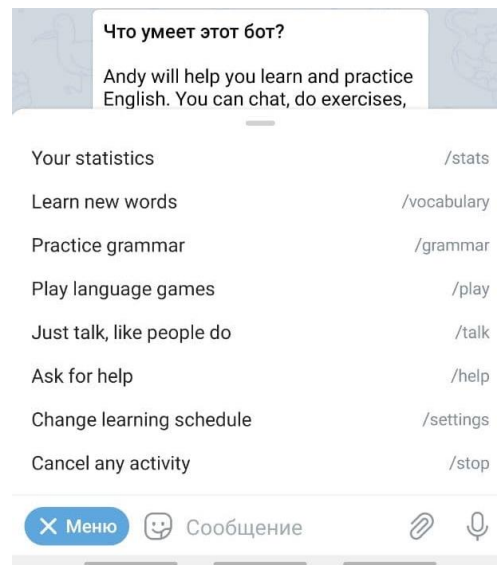 Что умеет этот бот?
Andy will help you learn and practice
English. You can chat, do exercises,
Your statistics /stats
Learn new words /vocabulary
Practice grammar /grammar
Play language games /play
Just talk, like people do /talk
Ask for help /help
Change learning schedule /settings
Cancel any activity /stop
Меню Сообщение